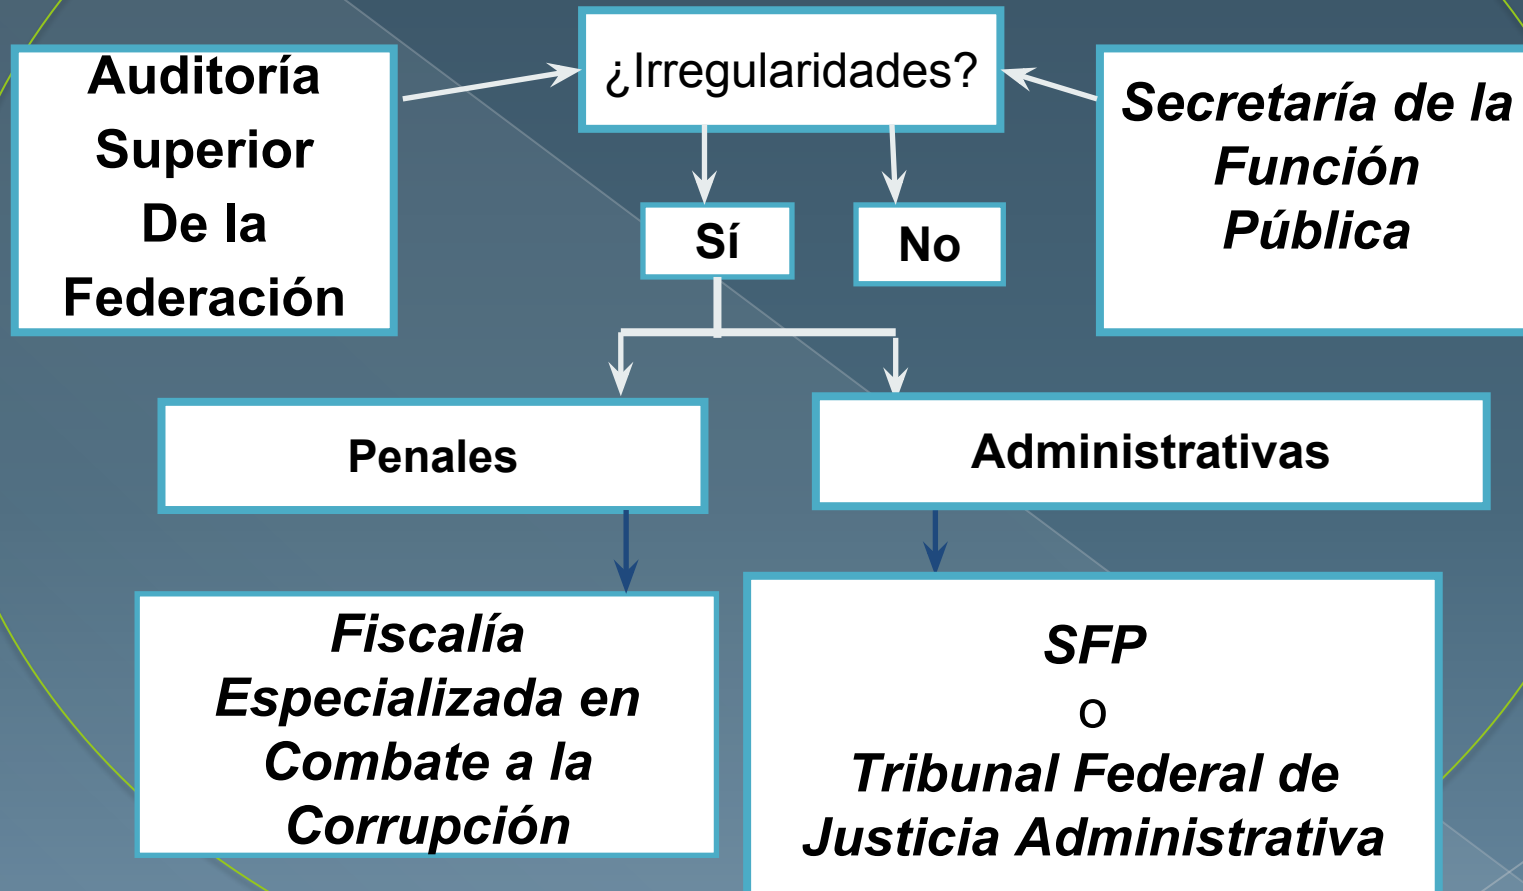 Auditoría
Superior
De la
Federación
¿Irregularidades?
Secretaría de la
Función
Pública
Sí
No
Penales
Administrativas
Fiscalía
Especializada en
Combate a la
Corrupción
SFP
o
Tribunal Federal de
Justicia Administrativa